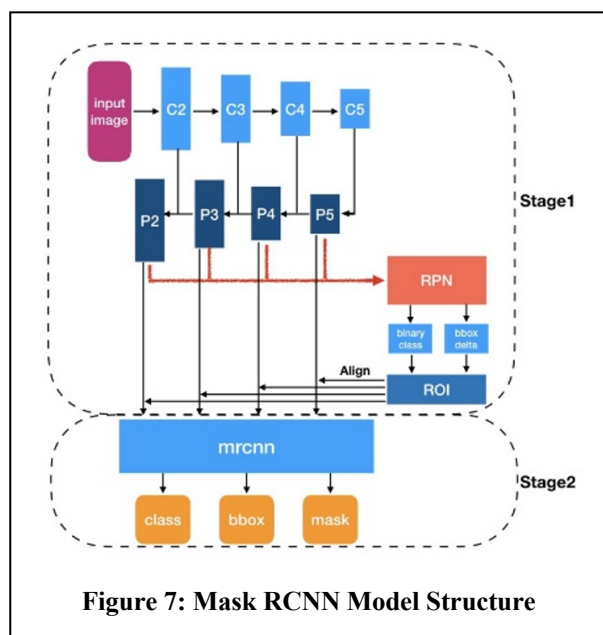 input
image
C2
C3
C4
C5
Stage1
P2
P3
P4
P5
RPN
binary
class
bbox
delta
Align
ROI
mrcnn
Stage2
class
bbox
mask
Figure 7: Mask RCNN Model Structure